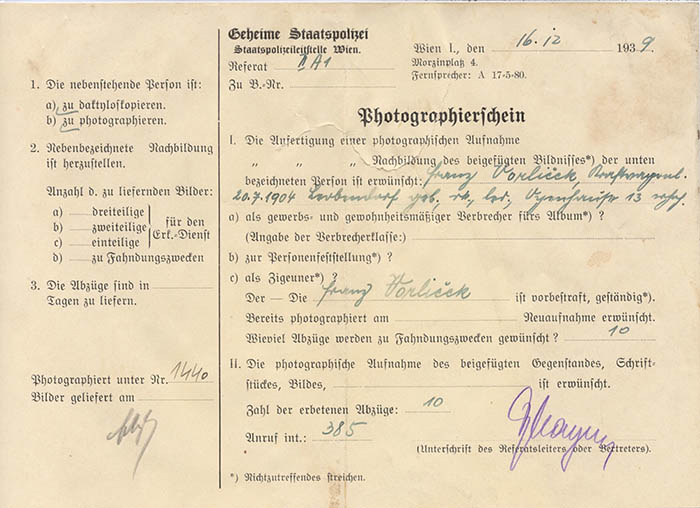 1. Die nebenstehende Person ist:
a) zu daktyloskopieren.
b) zu photographieren.
2. Nebenbezeichnete Nachbildung
ist herzustellen.
Anzahl d. zu liefernden Bilder:
a) dreiteilige
b) zweiteilige
c) einteilige
für den
Erk.-Dienst
d) zu Fahndungszwecken
3. Die Abzüge sind in
Tagen zu liefern.
Photographiert unter Nr. 1440
Bilder geliefert am
Geheime Staatspolizei
Staatspolizeileitstelle Wien.
Referat II A1
Zu B.-Nr.
Wien I., den 16.12 1939.
Morzinplatz 4.
Fernsprecher: A 17-5-80.
Photographierschein
I. Die Anfertigung einer photographischen Aufnahme
" " " Nachbildung des beigefügten Bildnisses*) der unten
bezeichneten Person ist erwünscht: Franz Vorliček,
20.7.1904 geb., rk., led., 13 whft.
a) als gewerbs- und gewohnheitsmäßiger Verbrecher fürs Album*) ?
(Angabe der Verbrecherklasse:)
b) zur Personenfeststellung*) ?
c) als Zigeuner*) ?
Der — Die Franz Vorliček ist vorbestraft, geständig*).
Bereits photographiert am Neuaufnahme erwünscht.
Wieviel Abzüge werden zu Fahndungszwecken gewünscht ? 10
II. Die photographische Aufnahme des beigefügten Gegenstandes, Schrift-
stückes, Bildes, ist erwünscht.
Zahl der erbetenen Abzüge: 10
Anruf int.: 385
(Unterschrift des Referatsleiters oder Vertreters).
*) Nichtzutreffendes streichen.